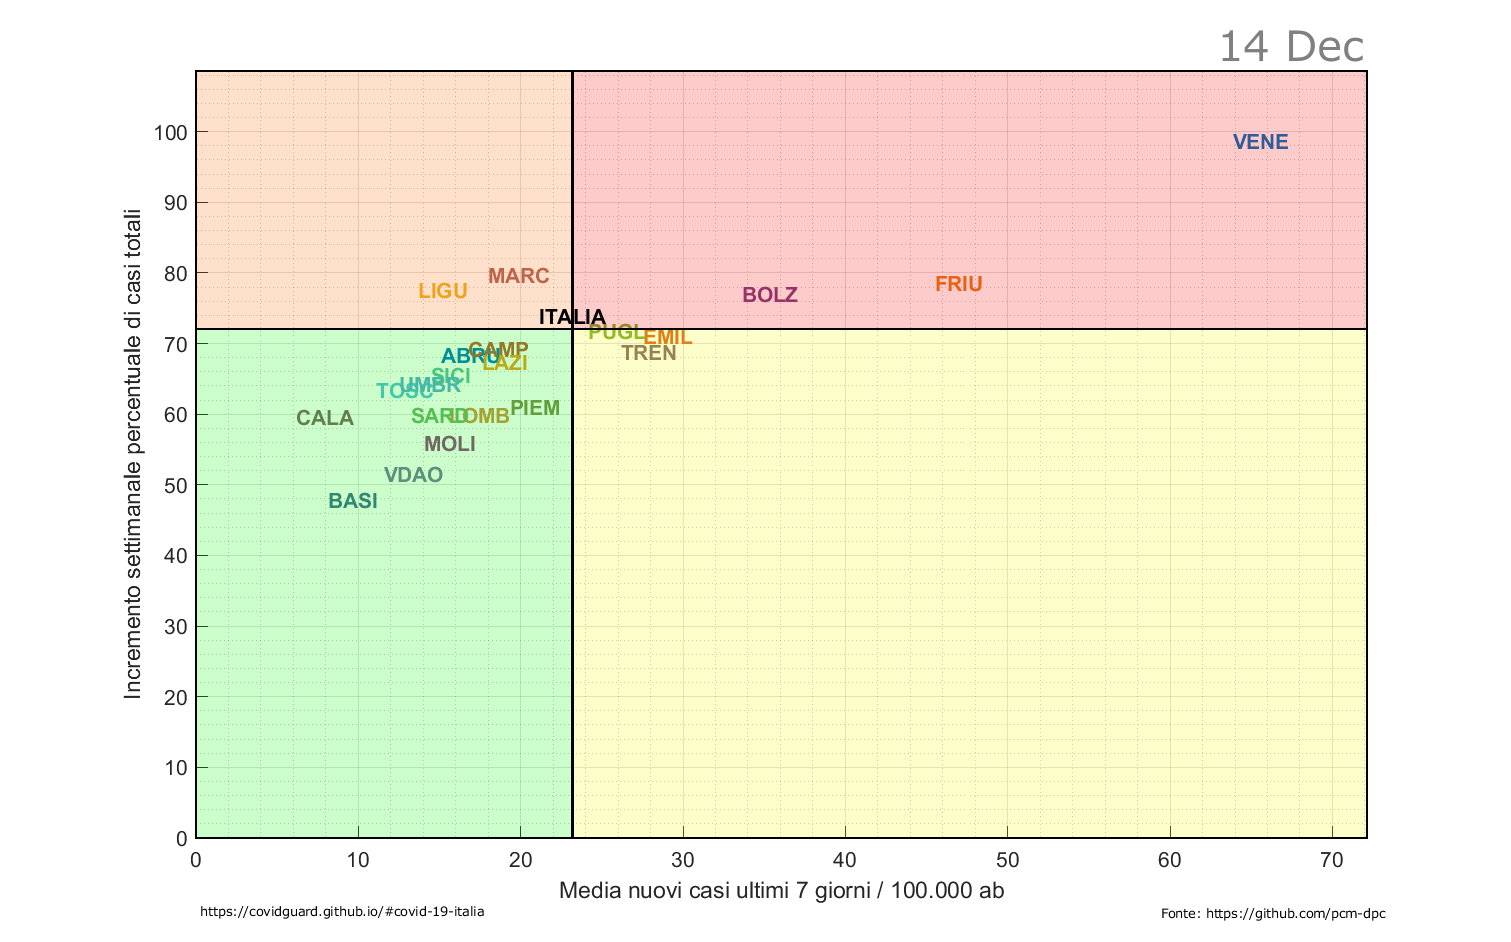 14 Dec
Incremento settimanale percentuale di casi totali
100
90
80
70
60
50
40
30
20
10
0
VENE
MARC
FRIU
LIGU
BOLZ
ITALIA
PUGL
EMIL
CAMP
TREN
ABRU
LAZI
SICI
UMBR
TOSC
PIEM
CALA
SARD
LOMB
MOLI
VDAO
BASI
0 10 20 30 40 50 60 70
Media nuovi casi ultimi 7 giorni / 100.000 ab
https://covidguard.github.io/#covid-19-italia
Fonte: https://github.com/pcm-dpc